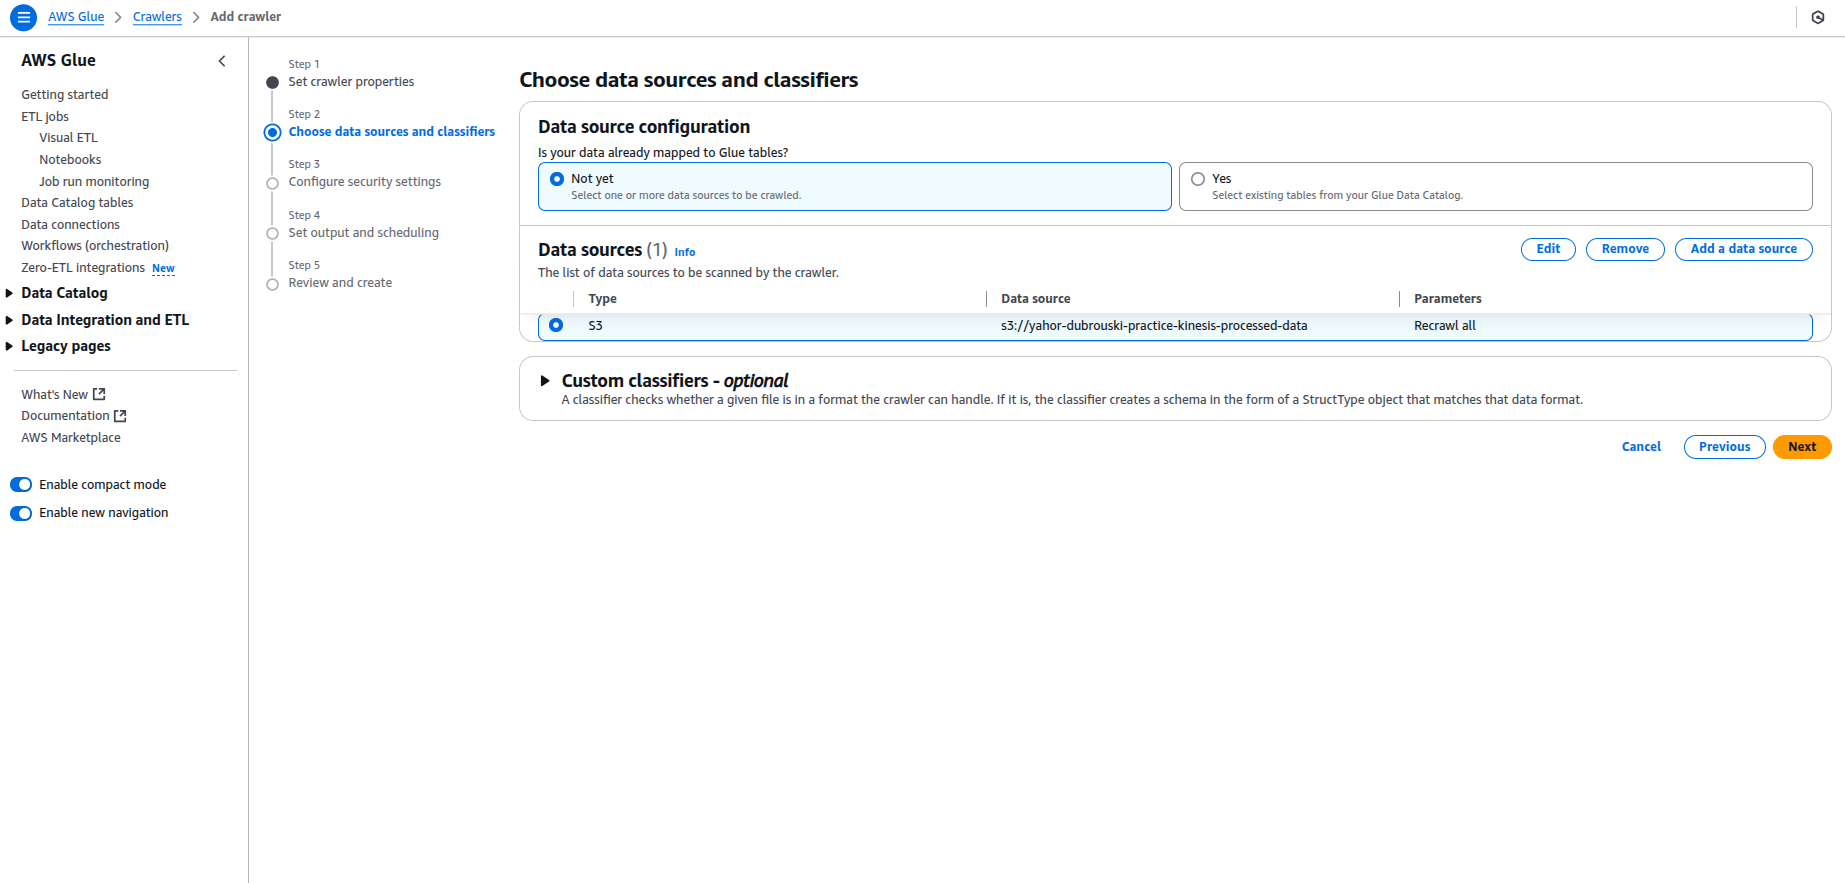 AWS Glue > Crawlers > Add crawler
AWS Glue
Getting started
ETL jobs
Visual ETL
Notebooks
Job run monitoring
Data Catalog tables
Data connections
Workflows (orchestration)
Zero-ETL integrations New
Data Catalog
Data Integration and ETL
Legacy pages
What's New
Documentation
AWS Marketplace
Enable compact mode
Enable new navigation
Step 1
Set crawler properties
Step 2
Choose data sources and classifiers
Step 3
Configure security settings
Step 4
Set output and scheduling
Step 5
Review and create
Choose data sources and classifiers
Data source configuration
Is your data already mapped to Glue tables?
Not yet
Select one or more data sources to be crawled.
Yes
Select existing tables from your Glue Data Catalog.
Data sources (1) Info
Edit Remove Add a data source
The list of data sources to be scanned by the crawler.
Type Data source Parameters
S3 s3://yahor-dubrouski-practice-kinesis-processed-data Recrawl all
Custom classifiers - optional
A classifier checks whether a given file is in a format the crawler can handle. If it is, the classifier creates a schema in the form of a StructType object that matches that data format.
Cancel Previous Next